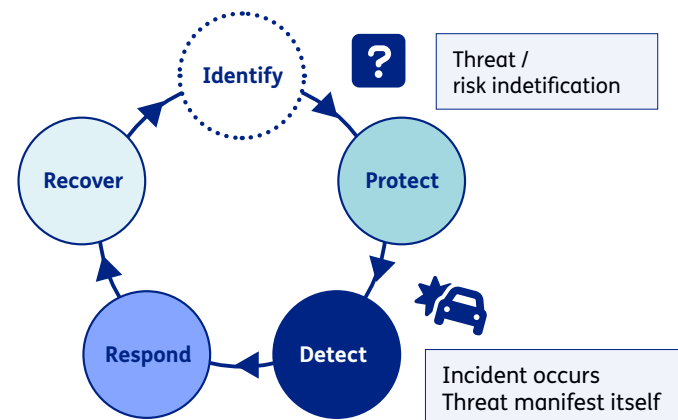 Identify
?
Threat /
risk indetification
Recover
Protect
Respond
Detect
Incident occurs
Threat manifest itself